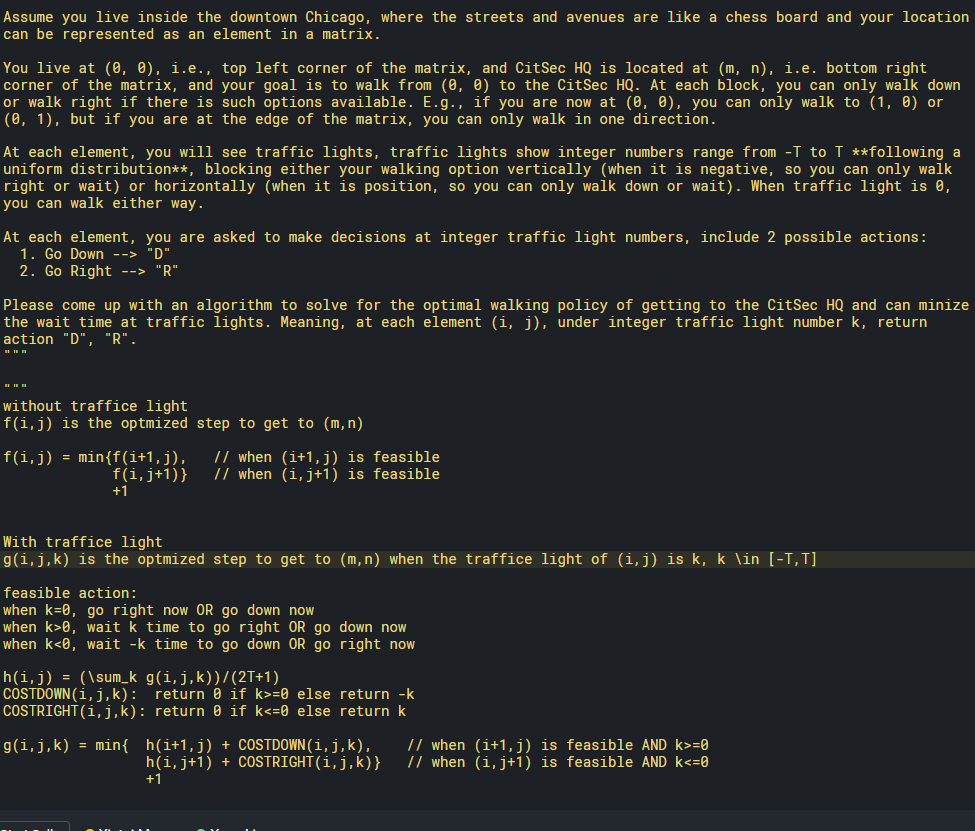 Assume you live inside the downtown Chicago, where the streets and avenues are like a chess board and your location
can be represented as an element in a matrix.

You live at (0, 0), i.e., top left corner of the matrix, and CitSec HQ is located at (m, n), i.e. bottom right
corner of the matrix, and your goal is to walk from (0, 0) to the CitSec HQ. At each block, you can only walk down
or walk right if there is such options available. E.g., if you are now at (0, 0), you can only walk to (1, 0) or
(0, 1), but if you are at the edge of the matrix, you can only walk in one direction.

At each element, you will see traffic lights, traffic lights show integer numbers range from -T to T **following a
uniform distribution**, blocking either your walking option vertically (when it is negative, so you can only walk
right or wait) or horizontally (when it is position, so you can only walk down or wait). When traffic light is 0,
you can walk either way.

At each element, you are asked to make decisions at integer traffic light numbers, include 2 possible actions:
  1. Go Down --> "D"
  2. Go Right --> "R"

Please come up with an algorithm to solve for the optimal walking policy of getting to the CitSec HQ and can minize
the wait time at traffic lights. Meaning, at each element (i, j), under integer traffic light number k, return
action "D", "R".
"""

"""
without traffice light
f(i,j) is the optmized step to get to (m,n)

f(i,j) = min{f(i+1,j),   // when (i+1,j) is feasible
             f(i,j+1)}   // when (i,j+1) is feasible
             +1

With traffice light
g(i,j,k) is the optmized step to get to (m,n) when the traffice light of (i,j) is k, k \in [-T,T]

feasible action:
when k=0, go right now OR go down now
when k>0, wait k time to go right OR go down now
when k<0, wait -k time to go down OR go right now

h(i,j) = (\sum_k g(i,j,k))/(2T+1)
COSTDOWN(i,j,k):  return 0 if k>=0 else return -k
COSTRIGHT(i,j,k): return 0 if k<=0 else return k

g(i,j,k) = min{  h(i+1,j) + COSTDOWN(i,j,k),    // when (i+1,j) is feasible AND k>=0
                 h(i,j+1) + COSTRIGHT(i,j,k)}   // when (i,j+1) is feasible AND k<=0
                 +1